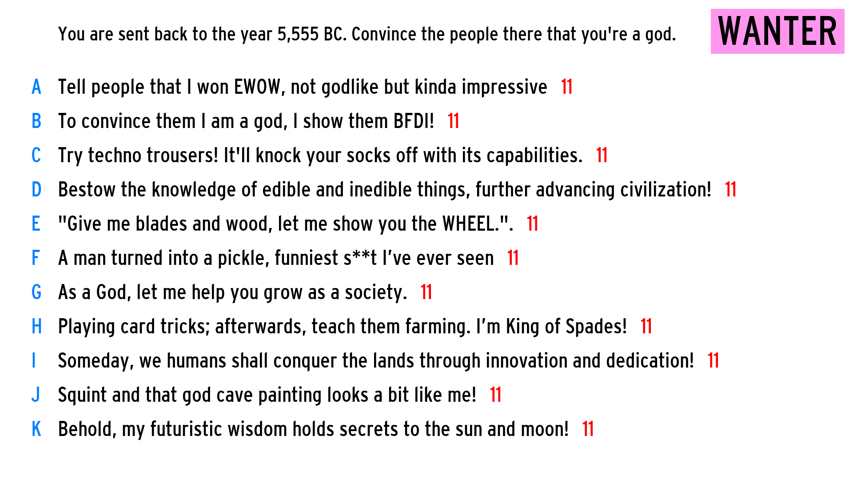 You are sent back to the year 5,555 BC. Convince the people there that you're a god.
WANTER
A Tell people that I won EWOW, not godlike but kinda impressive 11
B To convince them I am a god, I show them BFDI! 11
C Try techno trousers! It'll knock your socks off with its capabilities. 11
D Bestow the knowledge of edible and inedible things, further advancing civilization! 11
E "Give me blades and wood, let me show you the WHEEL.". 11
F A man turned into a pickle, funniest s**t I’ve ever seen 11
G As a God, let me help you grow as a society. 11
H Playing card tricks; afterwards, teach them farming. I’m King of Spades! 11
I Someday, we humans shall conquer the lands through innovation and dedication! 11
J Squint and that god cave painting looks a bit like me! 11
K Behold, my futuristic wisdom holds secrets to the sun and moon! 11